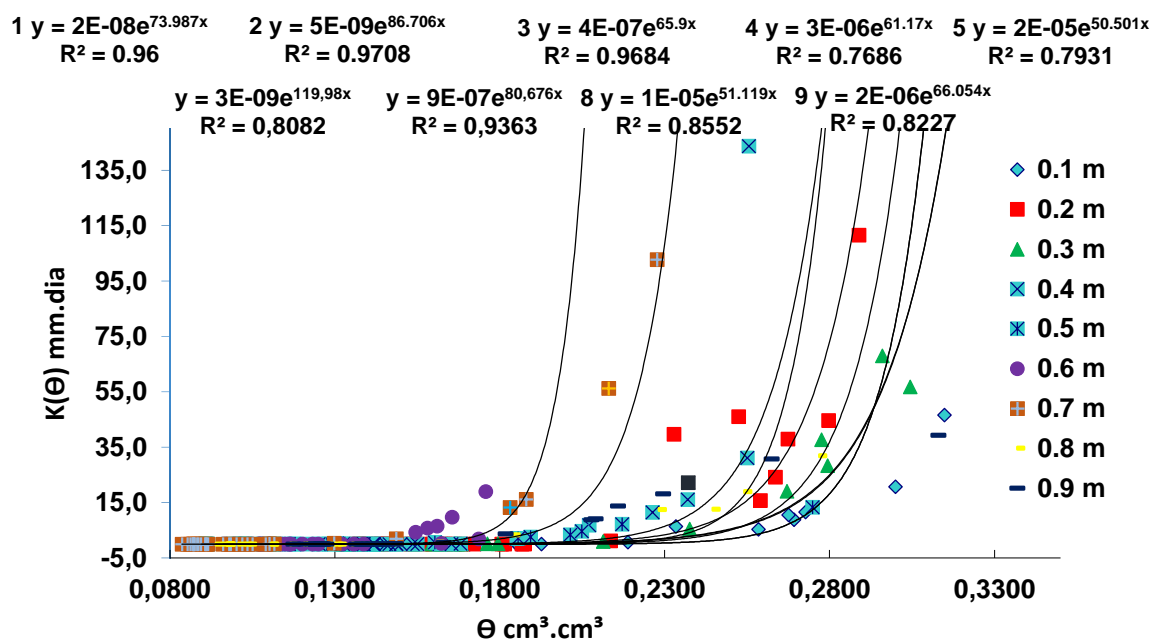 1 y = 2E-08e^73.987x 2 y = 5E-09e^86.706x 3 y = 4E-07e^65.9x 4 y = 3E-06e^61.17x 5 y = 2E-05e^50.501x
R² = 0.96 R² = 0.9708 R² = 0.9684 R² = 0.7686 R² = 0.7931
y = 3E-09e^119,98x y = 9E-07e^80,676x 8 y = 1E-05e^51.119x 9 y = 2E-06e^66.054x
R² = 0,8082 R² = 0,9363 R² = 0.8552 R² = 0.8227
K(Θ) mm.dia
135,0
115,0
95,0
75,0
55,0
35,0
15,0
-5,0
0,0800 0,1300 0,1800 0,2300 0,2800 0,3300
Θ cm³.cm³
0.1 m
0.2 m
0.3 m
0.4 m
0.5 m
0.6 m
0.7 m
0.8 m
0.9 m